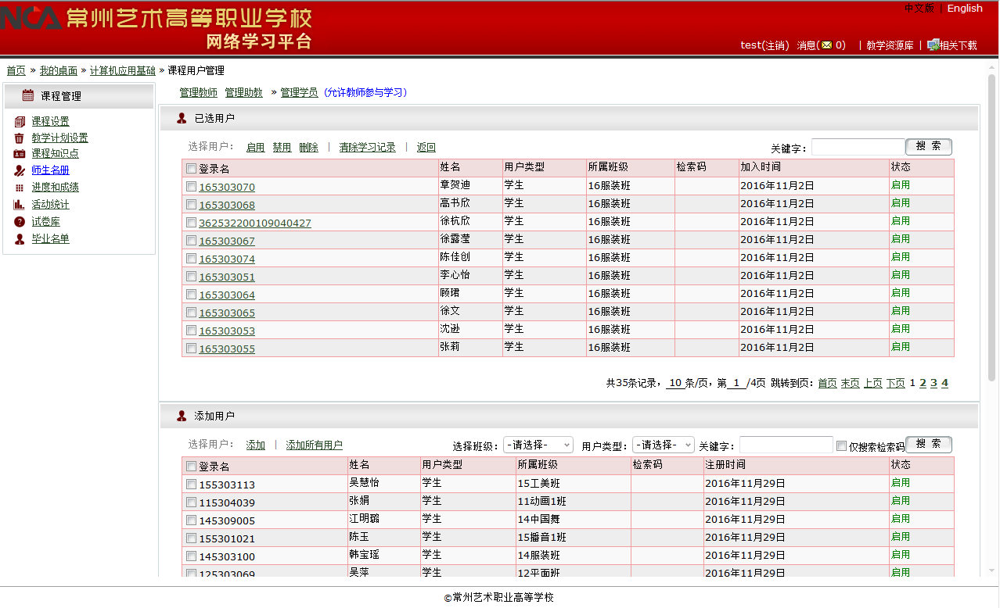 中文版 | English
NCA 常州艺术高等职业学校
网络学习平台
test(注销) 消息( 0) | 教学资源库 | 相关下载
首页 » 我的桌面 » 计算机应用基础 » 课程用户管理
课程管理
课程设置
教学计划设置
课程知识点
师生名册
进度和成绩
活动统计
试卷库
毕业名单
管理教师 管理助教 » 管理学员 (允许教师参与学习)
已选用户
选择用户: 启用 禁用 删除 | 清除学习记录 | 返回 关键字: 搜 索
登录名 姓名 用户类型 所属班级 检索码 加入时间 状态
165303070 章贺迪 学生 16服装班 2016年11月2日 启用
165303068 高书欣 学生 16服装班 2016年11月2日 启用
362532200109040427 徐杭欣 学生 16服装班 2016年11月2日 启用
165303067 徐露莹 学生 16服装班 2016年11月2日 启用
165303074 陈佳创 学生 16服装班 2016年11月2日 启用
165303051 李心怡 学生 16服装班 2016年11月2日 启用
165303064 顾珺 学生 16服装班 2016年11月2日 启用
165303065 徐文 学生 16服装班 2016年11月2日 启用
165303053 沈逊 学生 16服装班 2016年11月2日 启用
165303055 张莉 学生 16服装班 2016年11月2日 启用
共35条记录, 10 条/页, 第 1 /4页 跳转到页: 首页 末页 上页 下页 1 2 3 4
添加用户
选择用户: 添加 | 添加所有用户 选择班级: -请选择- 用户类型: -请选择- 关键字: 仅搜索检索码 搜 索
登录名 姓名 用户类型 所属班级 检索码 注册时间 状态
155303113 吴慧怡 学生 15工美班 2016年11月29日 启用
115304039 张娟 学生 11动画1班 2016年11月29日 启用
145309005 江明璐 学生 14中国舞 2016年11月29日 启用
155301021 陈玉 学生 15播音1班 2016年11月29日 启用
145303100 韩宝瑶 学生 14服装班 2016年11月29日 启用
125303069 吴萍 学生 12平面班 2016年11月29日 启用
©常州艺术职业高等学校